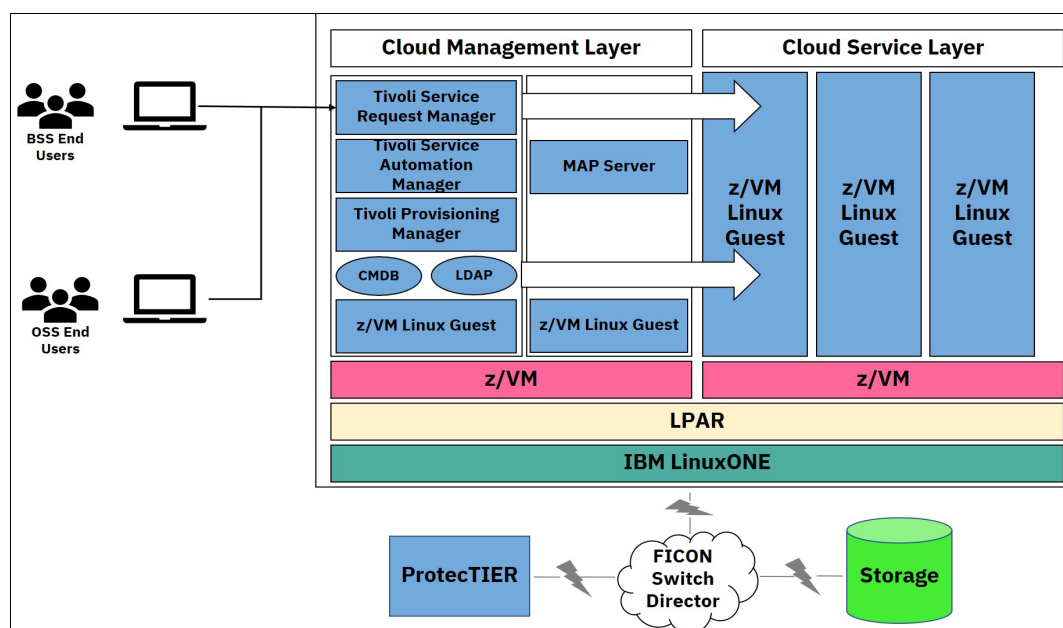 Cloud Management Layer
Cloud Service Layer
BSS End
Users
OSS End
Users
Tivoli Service
Request Manager
Tivoli Service
Automation
Manager
Tivoli Provisioning
Manager
CMDB
LDAP
z/VM Linux Guest
MAP Server
z/VM Linux Guest
z/VM
Linux
Guest
z/VM
Linux
Guest
z/VM
Linux
Guest
z/VM
z/VM
LPAR
IBM LinuxONE
ProtecTIER
FICON
Switch
Director
Storage